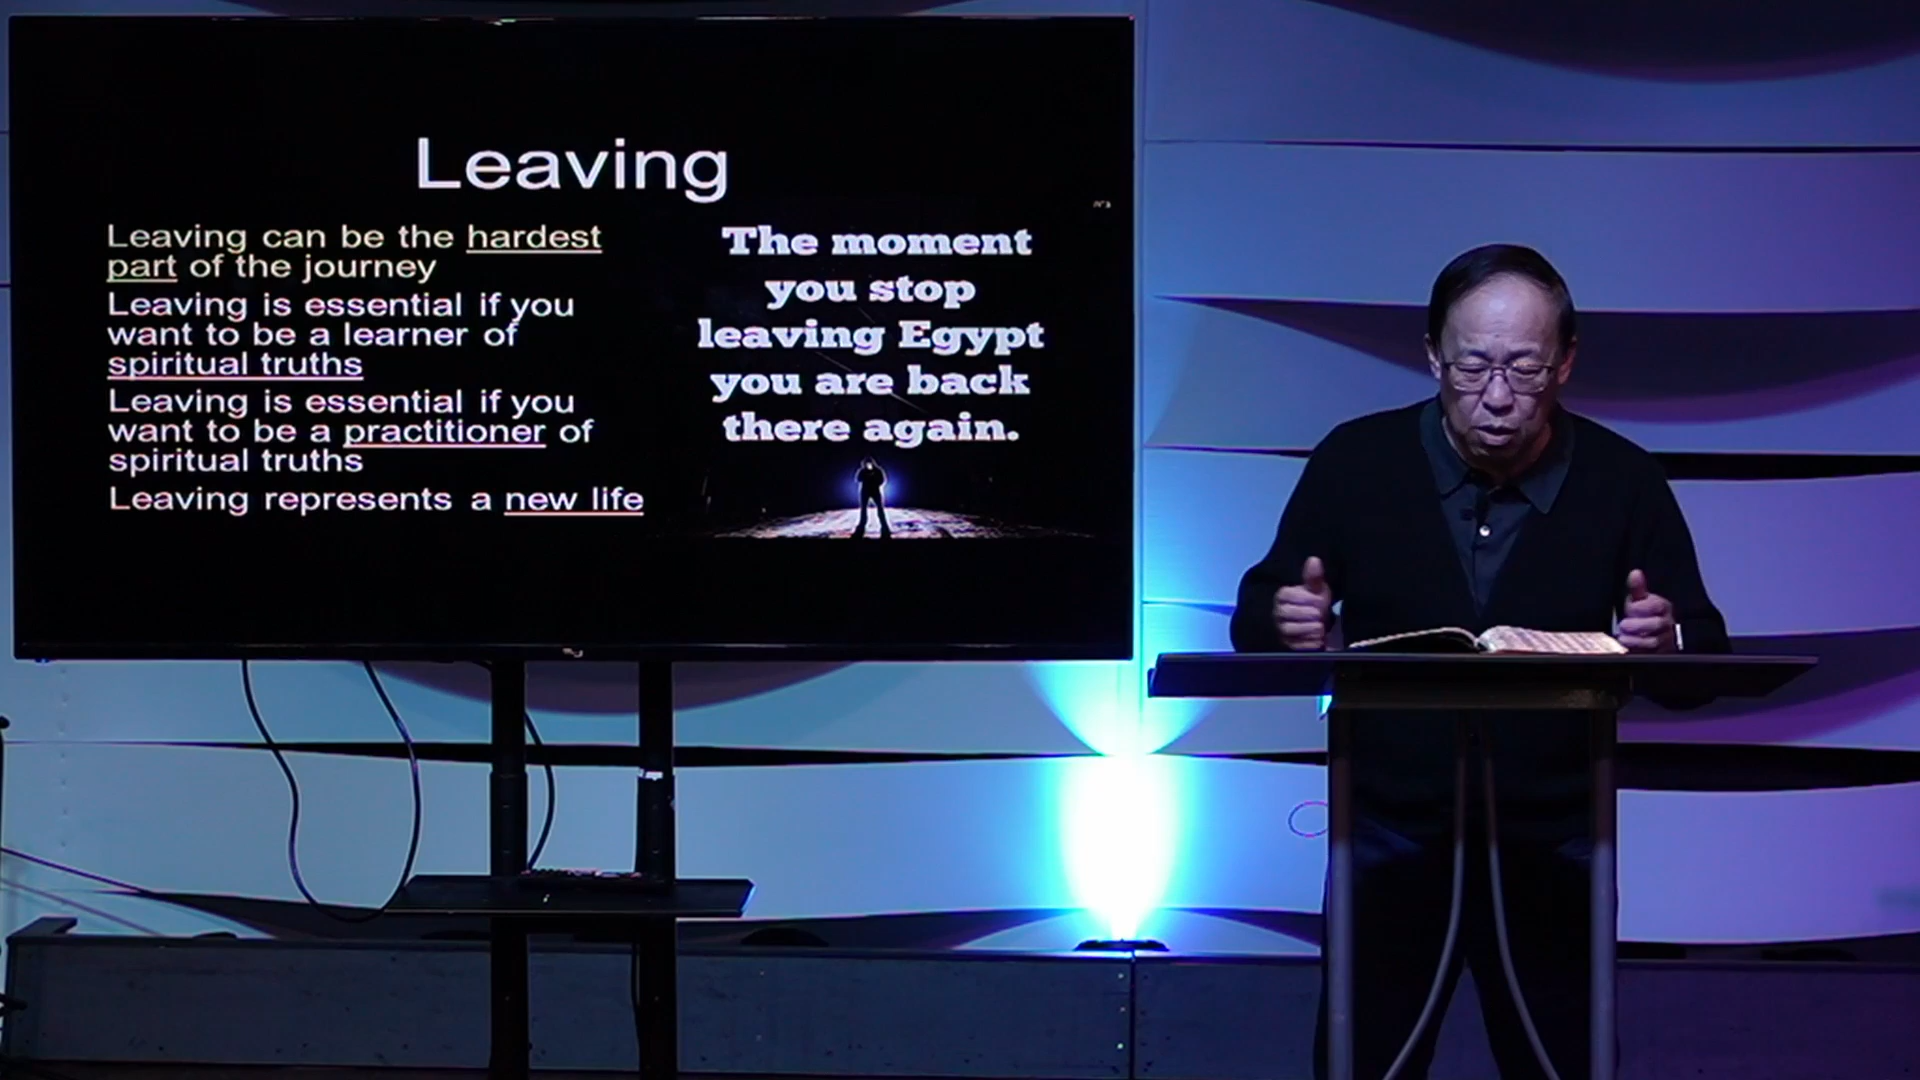 Leaving
Leaving can be the hardest
part of the journey
Leaving is essential if you
want to be a learner of
spiritual truths
Leaving is essential if you
want to be a practitioner of
spiritual truths
Leaving represents a new life
The moment
you stop
leaving Egypt
you are back
there again.